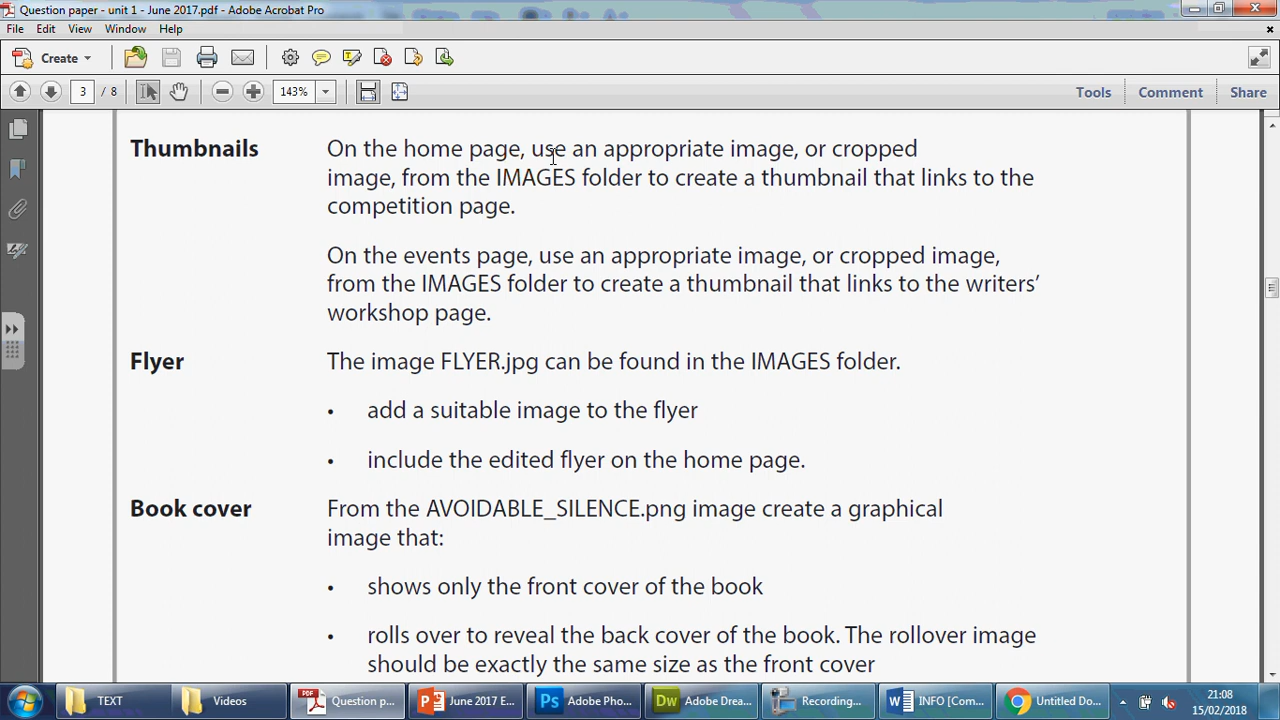 Question paper - unit 1 - June 2017.pdf - Adobe Acrobat Pro
File Edit View Window Help
Create
3 / 8 143% Tools Comment Share
Thumbnails On the home page, use an appropriate image, or cropped
image, from the IMAGES folder to create a thumbnail that links to the
competition page.
On the events page, use an appropriate image, or cropped image,
from the IMAGES folder to create a thumbnail that links to the writers’
workshop page.
Flyer The image FLYER.jpg can be found in the IMAGES folder.
• add a suitable image to the flyer
• include the edited flyer on the home page.
Book cover From the AVOIDABLE_SILENCE.png image create a graphical
image that:
• shows only the front cover of the book
• rolls over to reveal the back cover of the book. The rollover image
should be exactly the same size as the front cover
TEXT Videos Question p... June 2017 E... Adobe Pho... Adobe Drea... Recording... INFO [Com... Untitled Do... 21:08
15/02/2018